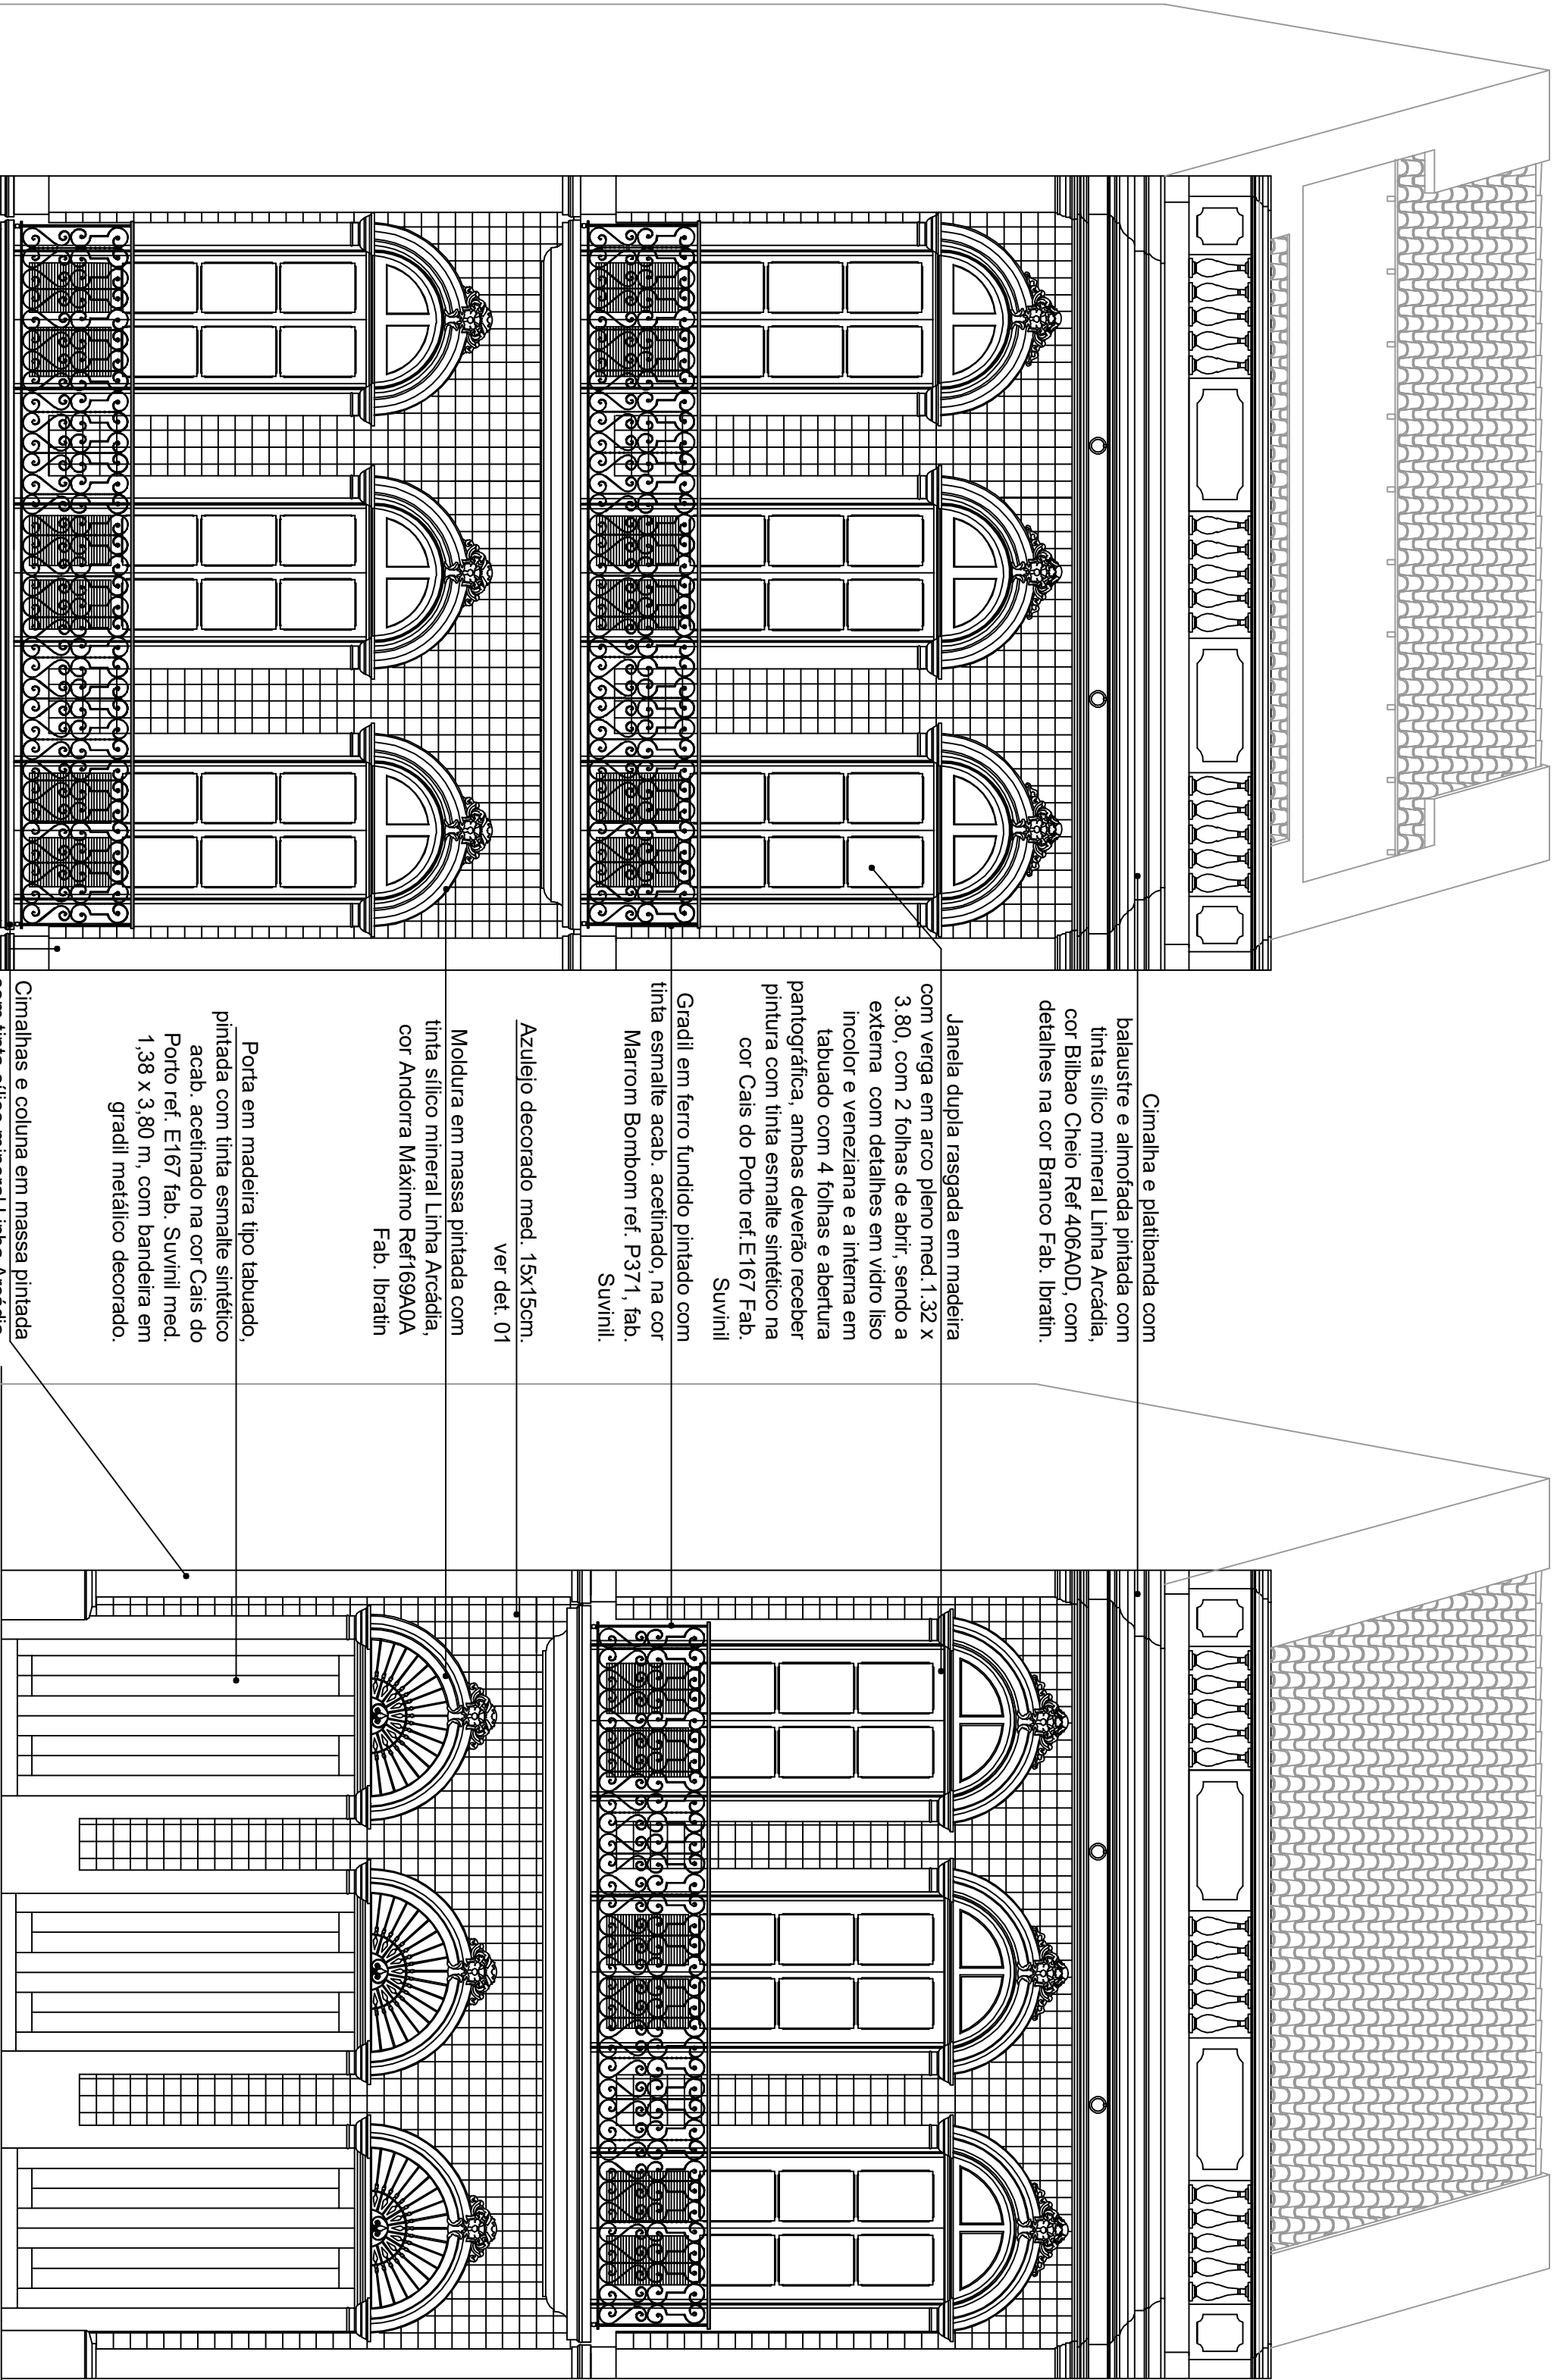 Cimalha e platibanda com
balaustre e almofada pintada com
tinta sílico mineral Linha Arcádia,
cor Bilbao Cheio Ref 406A0D, com
detalhes na cor Branco Fab. Ibratin.
Janela dupla rasgada em madeira
com verga em arco pleno med.1.32 x
3.80, com 2 folhas de abrir, sendo a
externa com detalhes em vidro liso
incolor e veneziana e a interna em
tabuado com 4 folhas e abertura
pantográfica, ambas deverão receber
pintura com tinta esmalte sintético na
cor Cais do Porto ref.E167 Fab.
Suvinil
Gradil em ferro fundido pintado com
tinta esmalte acab. acetinado, na cor
Marrom Bombom ref. P371, fab.
Suvinil.
Azulejo decorado med. 15x15cm.
ver det. 01
Moldura em massa pintada com
tinta sílico mineral Linha Arcádia,
cor Andorra Máximo Ref169A0A
Fab. Ibratin
Porta em madeira tipo tabuado,
pintada com tinta esmalte sintético
acab. acetinado na cor Cais do
Porto ref. E167 fab. Suvinil med.
1,38 x 3,80 m, com bandeira em
gradil metálico decorado.
Cimalhas e coluna em massa pintada
com tinta sílico mineral Linha Arcádia